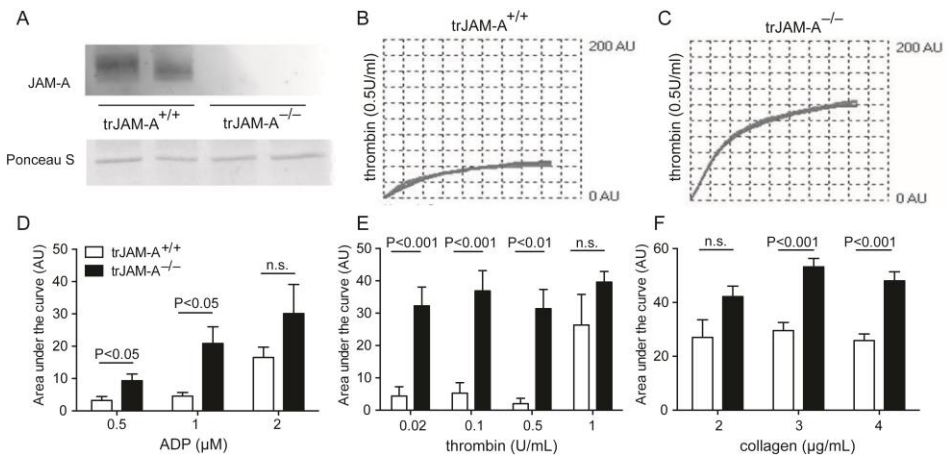 A
JAM-A
trJAM-A+/+ trJAM-A−/−
Ponceau S
B
trJAM-A+/+
200 AU
thrombin (0.5U/ml)
0 AU
C
trJAM-A−/−
200 AU
thrombin (0.5U/ml)
0 AU
D
trJAM-A+/+
trJAM-A−/−
Area under the curve (AU)
50
40
30
20
10
0
P<0.05
P<0.05
n.s.
0.5 1 2
ADP (µM)
E
Area under the curve (AU)
50
40
30
20
10
0
P<0.001 P<0.001 P<0.01 n.s.
0.02 0.1 0.5 1
thrombin (U/mL)
F
Area under the curve (AU)
60
40
20
0
n.s. P<0.001 P<0.001
2 3 4
collagen (µg/mL)